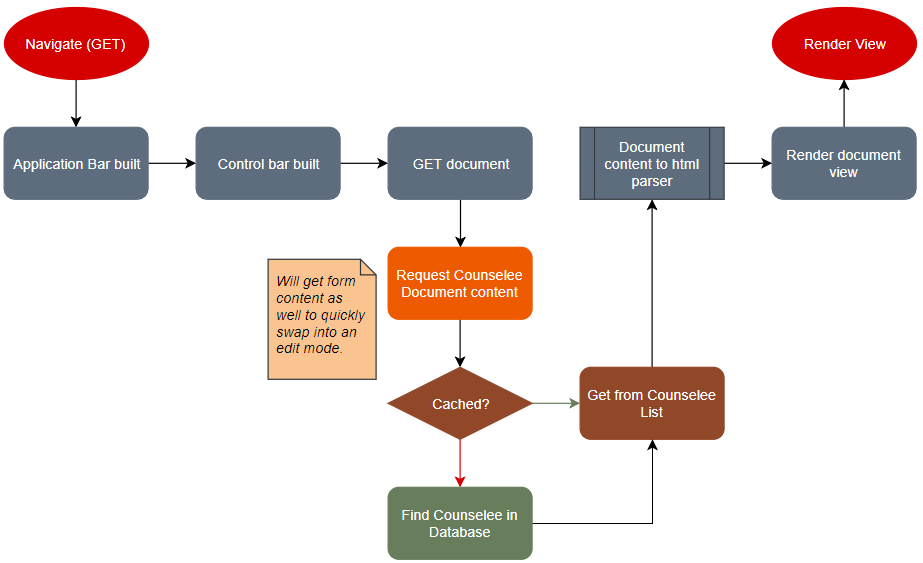 Navigate (GET)
Render View
Application Bar built
Control bar built
GET document
Document
content to html
parser
Render document
view
Will get form
content as
well to quickly
swap into an
edit mode.
Request Counselee
Document content
Cached?
Get from Counselee
List
Find Counselee in
Database